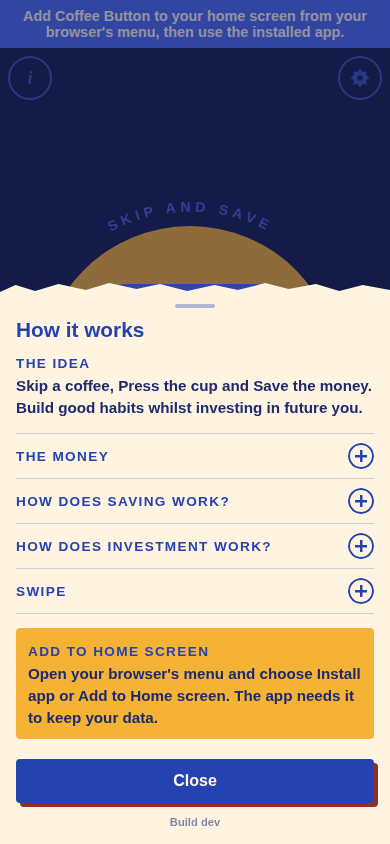 Add Coffee Button to your home screen from your
browser's menu, then use the installed app.
i
SKIP AND SAVE
How it works
THE IDEA
Skip a coffee, Press the cup and Save the money.
Build good habits whilst investing in future you.
THE MONEY
HOW DOES SAVING WORK?
HOW DOES INVESTMENT WORK?
SWIPE
ADD TO HOME SCREEN
Open your browser's menu and choose Install
app or Add to Home screen. The app needs it
to keep your data.
Close
Build dev